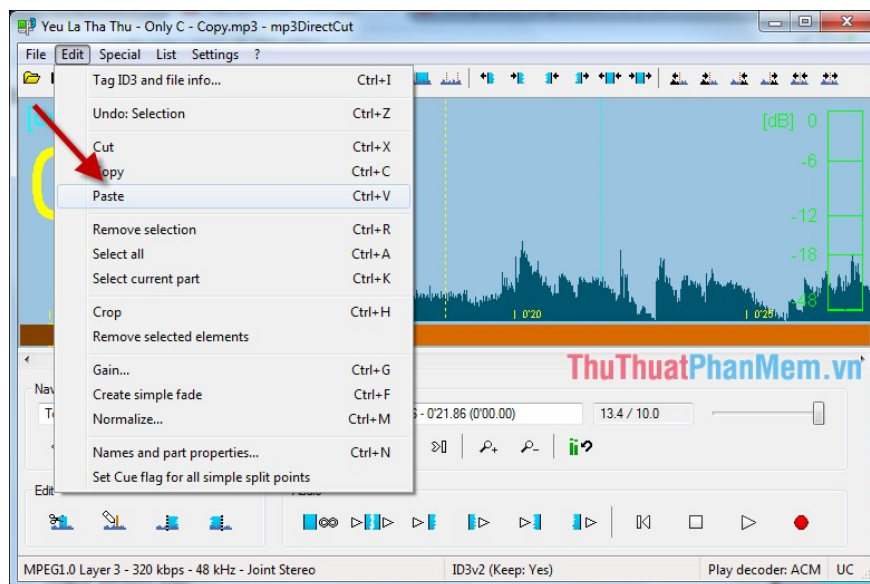 Yeu La Tha Thu - Only C - Copy.mp3 - mp3DirectCut
File Edit Special List Settings ?
Tag ID3 and file info... Ctrl+I
Undo: Selection Ctrl+Z
Cut Ctrl+X
opy Ctrl+C
Paste Ctrl+V
Remove selection Ctrl+R
Select all Ctrl+A
Select current part Ctrl+K
Crop Ctrl+H
Remove selected elements
Gain... Ctrl+G
Create simple fade Ctrl+F
Normalize... Ctrl+M
Names and part properties... Ctrl+N
Set Cue flag for all simple split points
[dB] 0
-6
-12
-18
-48
0'20 0'25
ThuThuatPhanMem.vn
Nav
- 0'21.86 (0'00.00) 13.4 / 10.0
Edit
MPEG1.0 Layer 3 - 320 kbps - 48 kHz - Joint Stereo ID3v2 (Keep: Yes) Play decoder: ACM UC